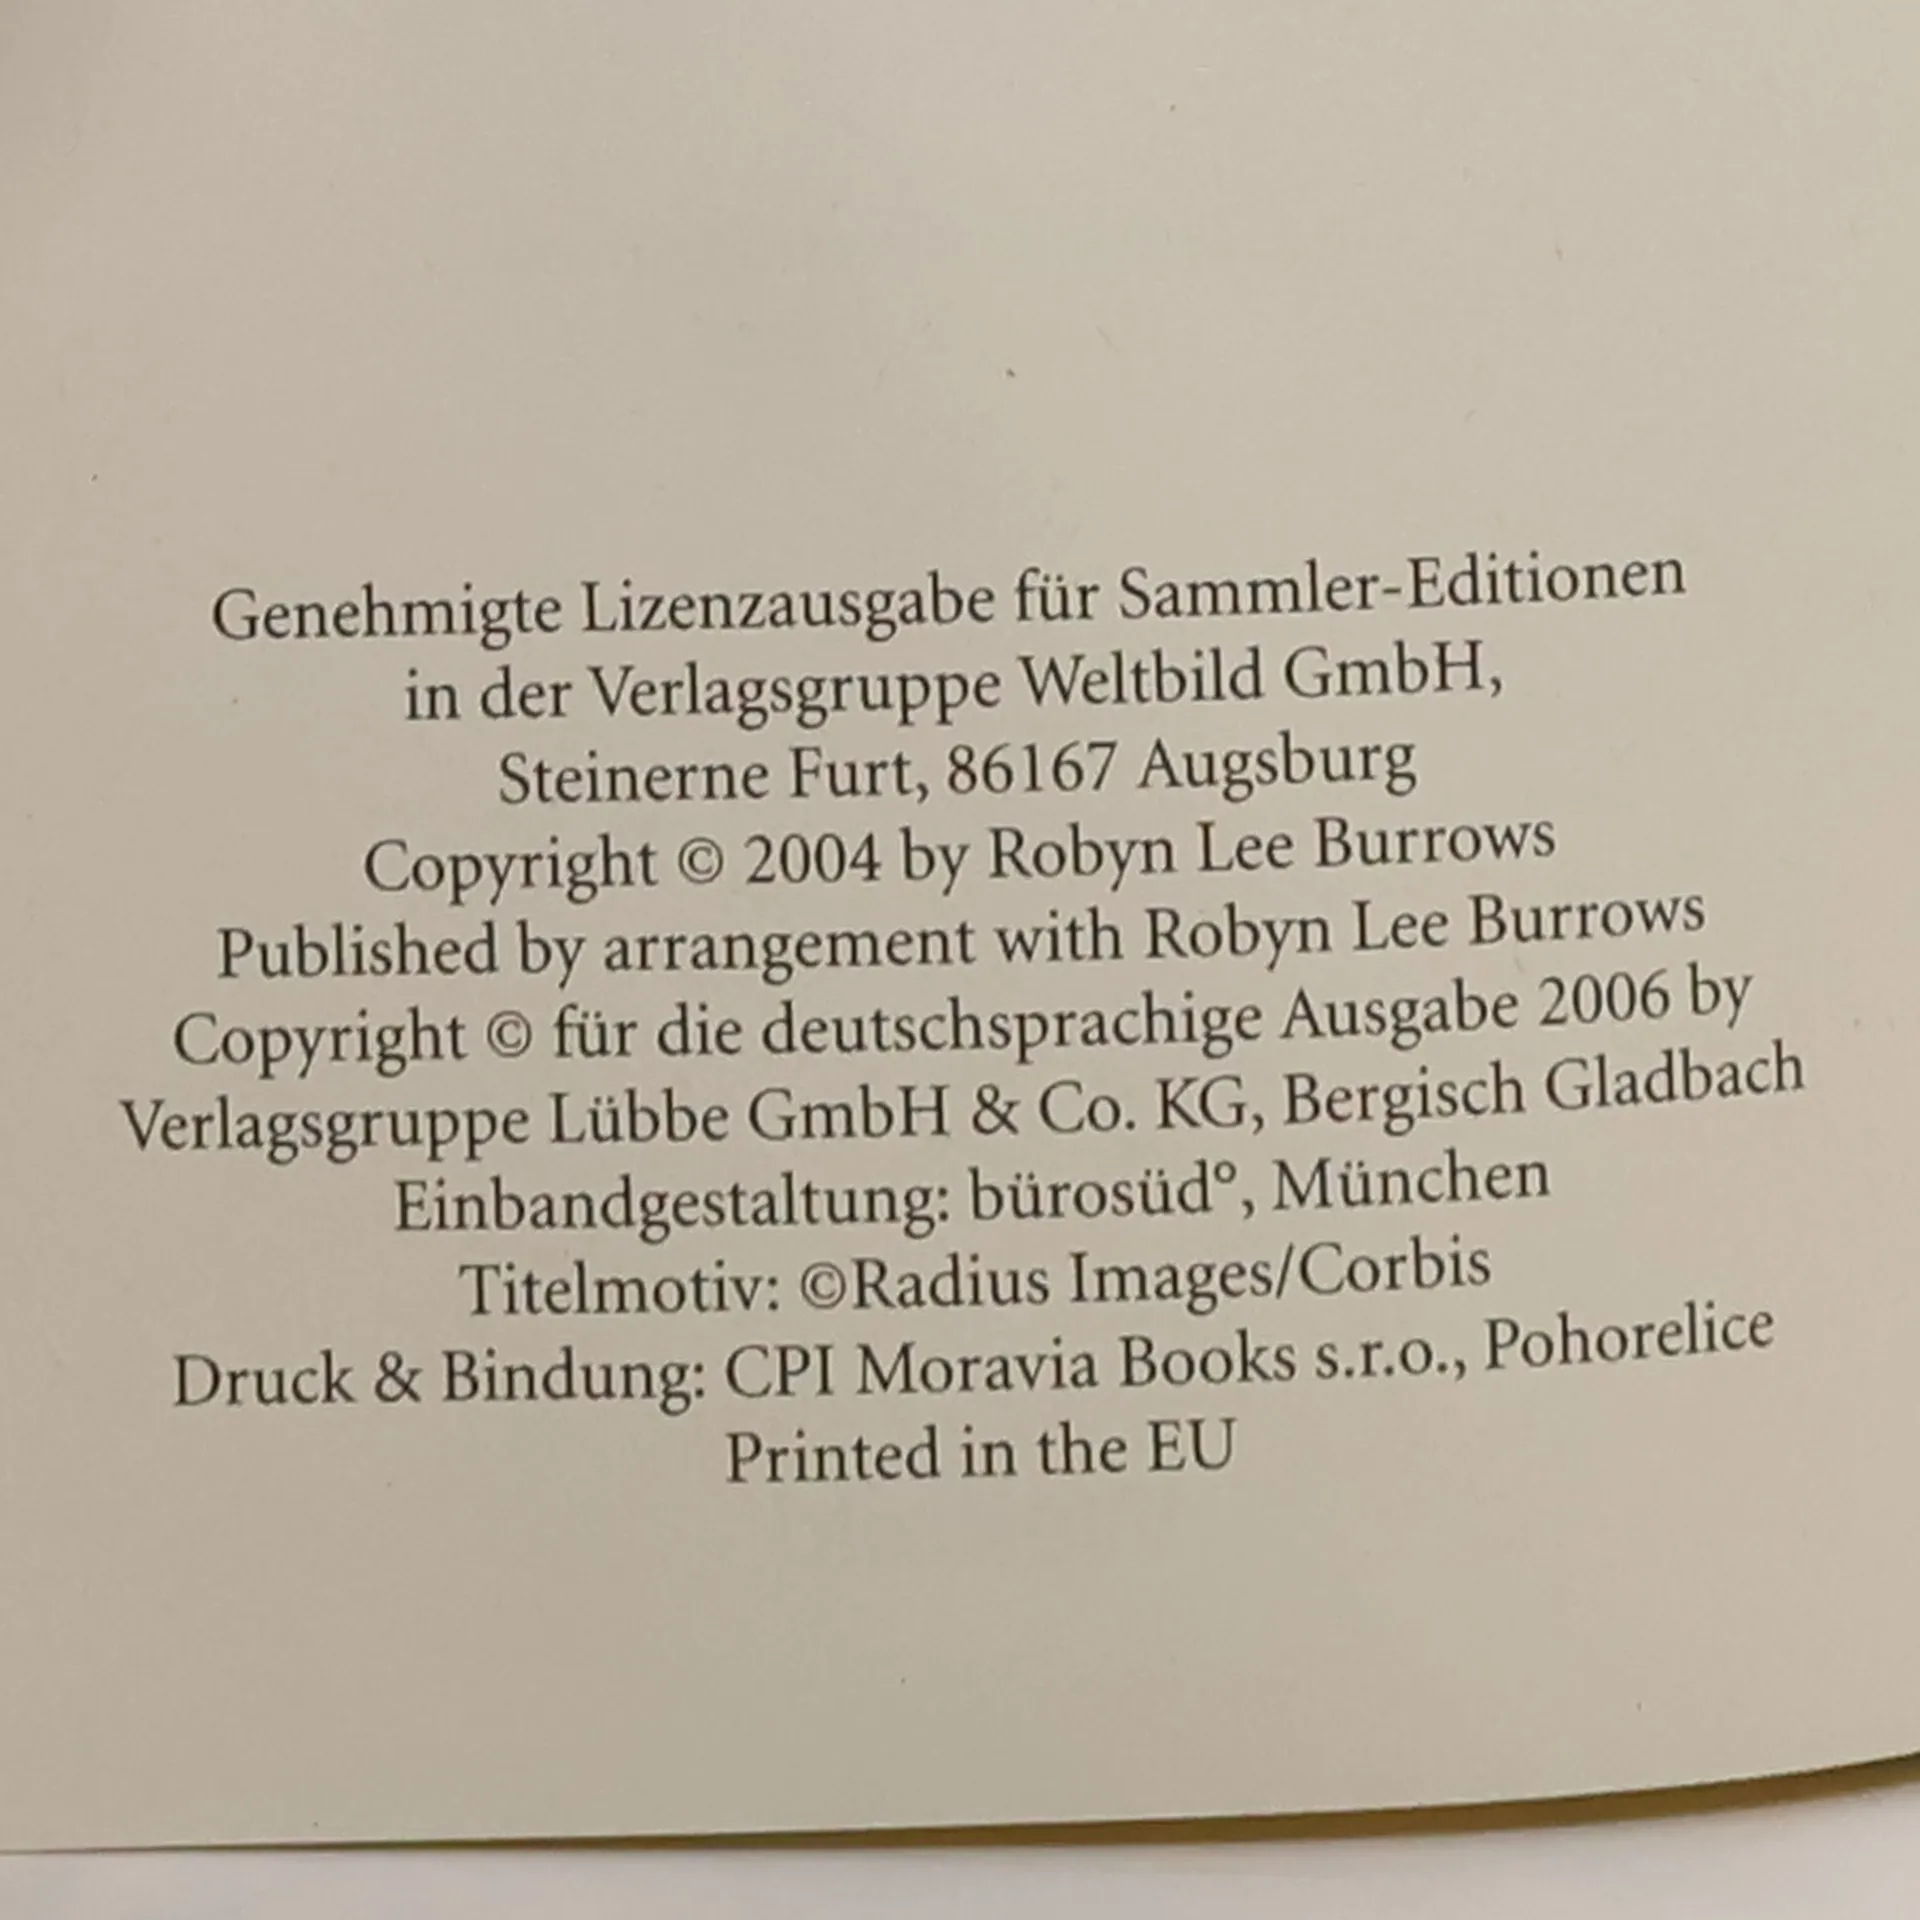 Genehmigte Lizenzausgabe für Sammler-Editionen
in der Verlagsgruppe Weltbild GmbH,
Steinerne Furt, 86167 Augsburg
Copyright © 2004 by Robyn Lee Burrows
Published by arrangement with Robyn Lee Burrows
Copyright © für die deutschsprachige Ausgabe 2006 by
Verlagsgruppe Lübbe GmbH & Co. KG, Bergisch Gladbach
Einbandgestaltung: bürosüd°, München
Titelmotiv: ©Radius Images/Corbis
Druck & Bindung: CPI Moravia Books s.r.o., Pohorelice
Printed in the EU